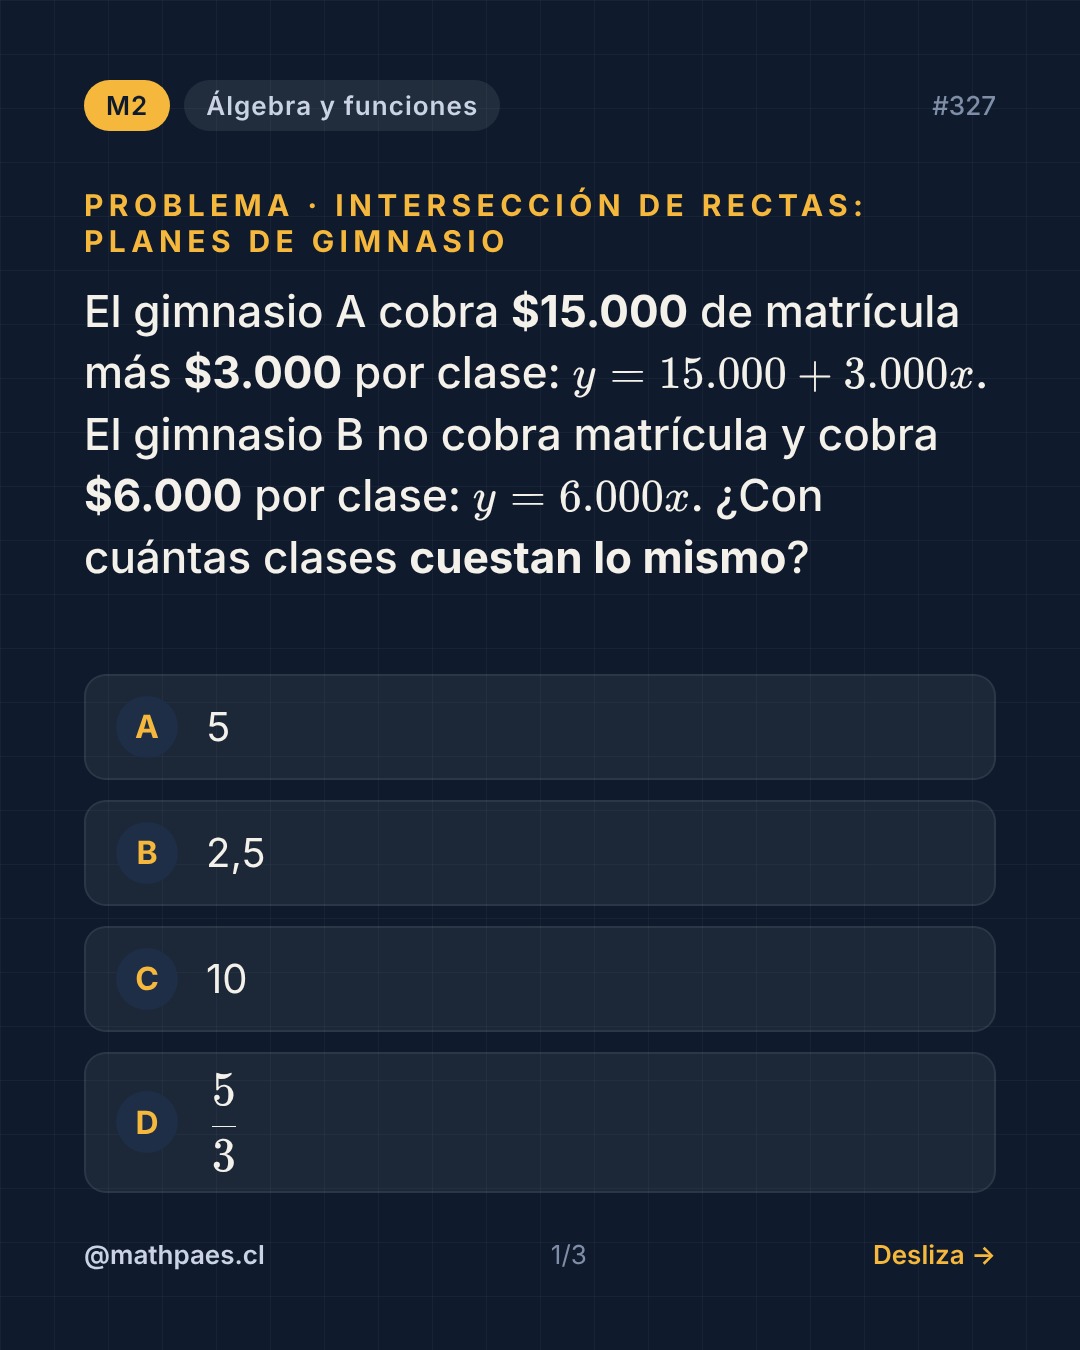 M2 Álgebra y funciones #327
PROBLEMA · INTERSECCIÓN DE RECTAS:
PLANES DE GIMNASIO
El gimnasio A cobra $15.000 de matrícula
más $3.000 por clase: y = 15.000 + 3.000x.
El gimnasio B no cobra matrícula y cobra
$6.000 por clase: y = 6.000x. ¿Con
cuántas clases cuestan lo mismo?
A 5
B 2,5
C 10
D 5/3
@mathpaes.cl 1/3 Desliza →